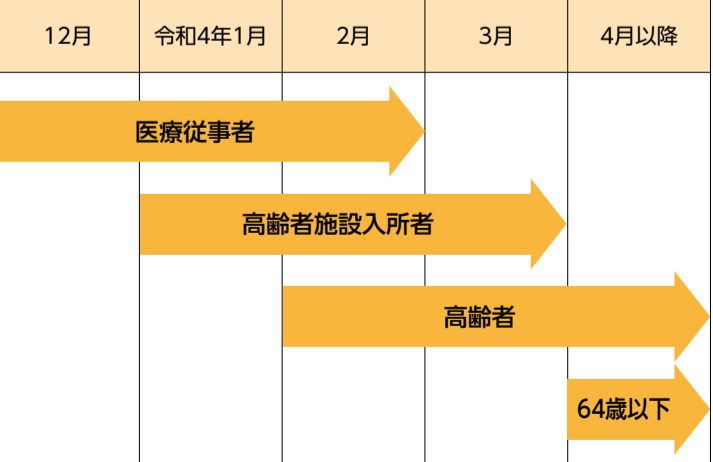 12月 令和4年1月 2月 3月 4月以降
医療従事者
高齢者施設入所者
高齢者
64歳以下